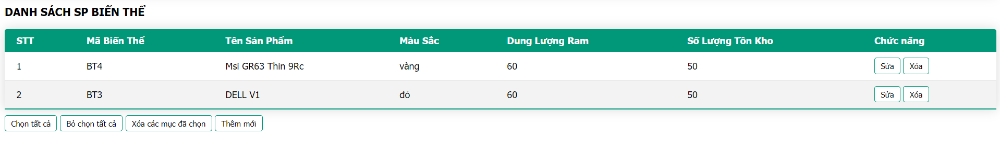 DANH SÁCH SP BIẾN THỂ
STT Mã Biến Thể Tên Sản Phẩm Màu Sắc Dung Lượng Ram Số Lượng Tồn Kho Chức năng
1 BT4 Msi GR63 Thin 9Rc vàng 60 50 Sửa Xóa
2 BT3 DELL V1 đỏ 60 50 Sửa Xóa
Chọn tất cả Bỏ chọn tất cả Xóa các mục đã chọn Thêm mới